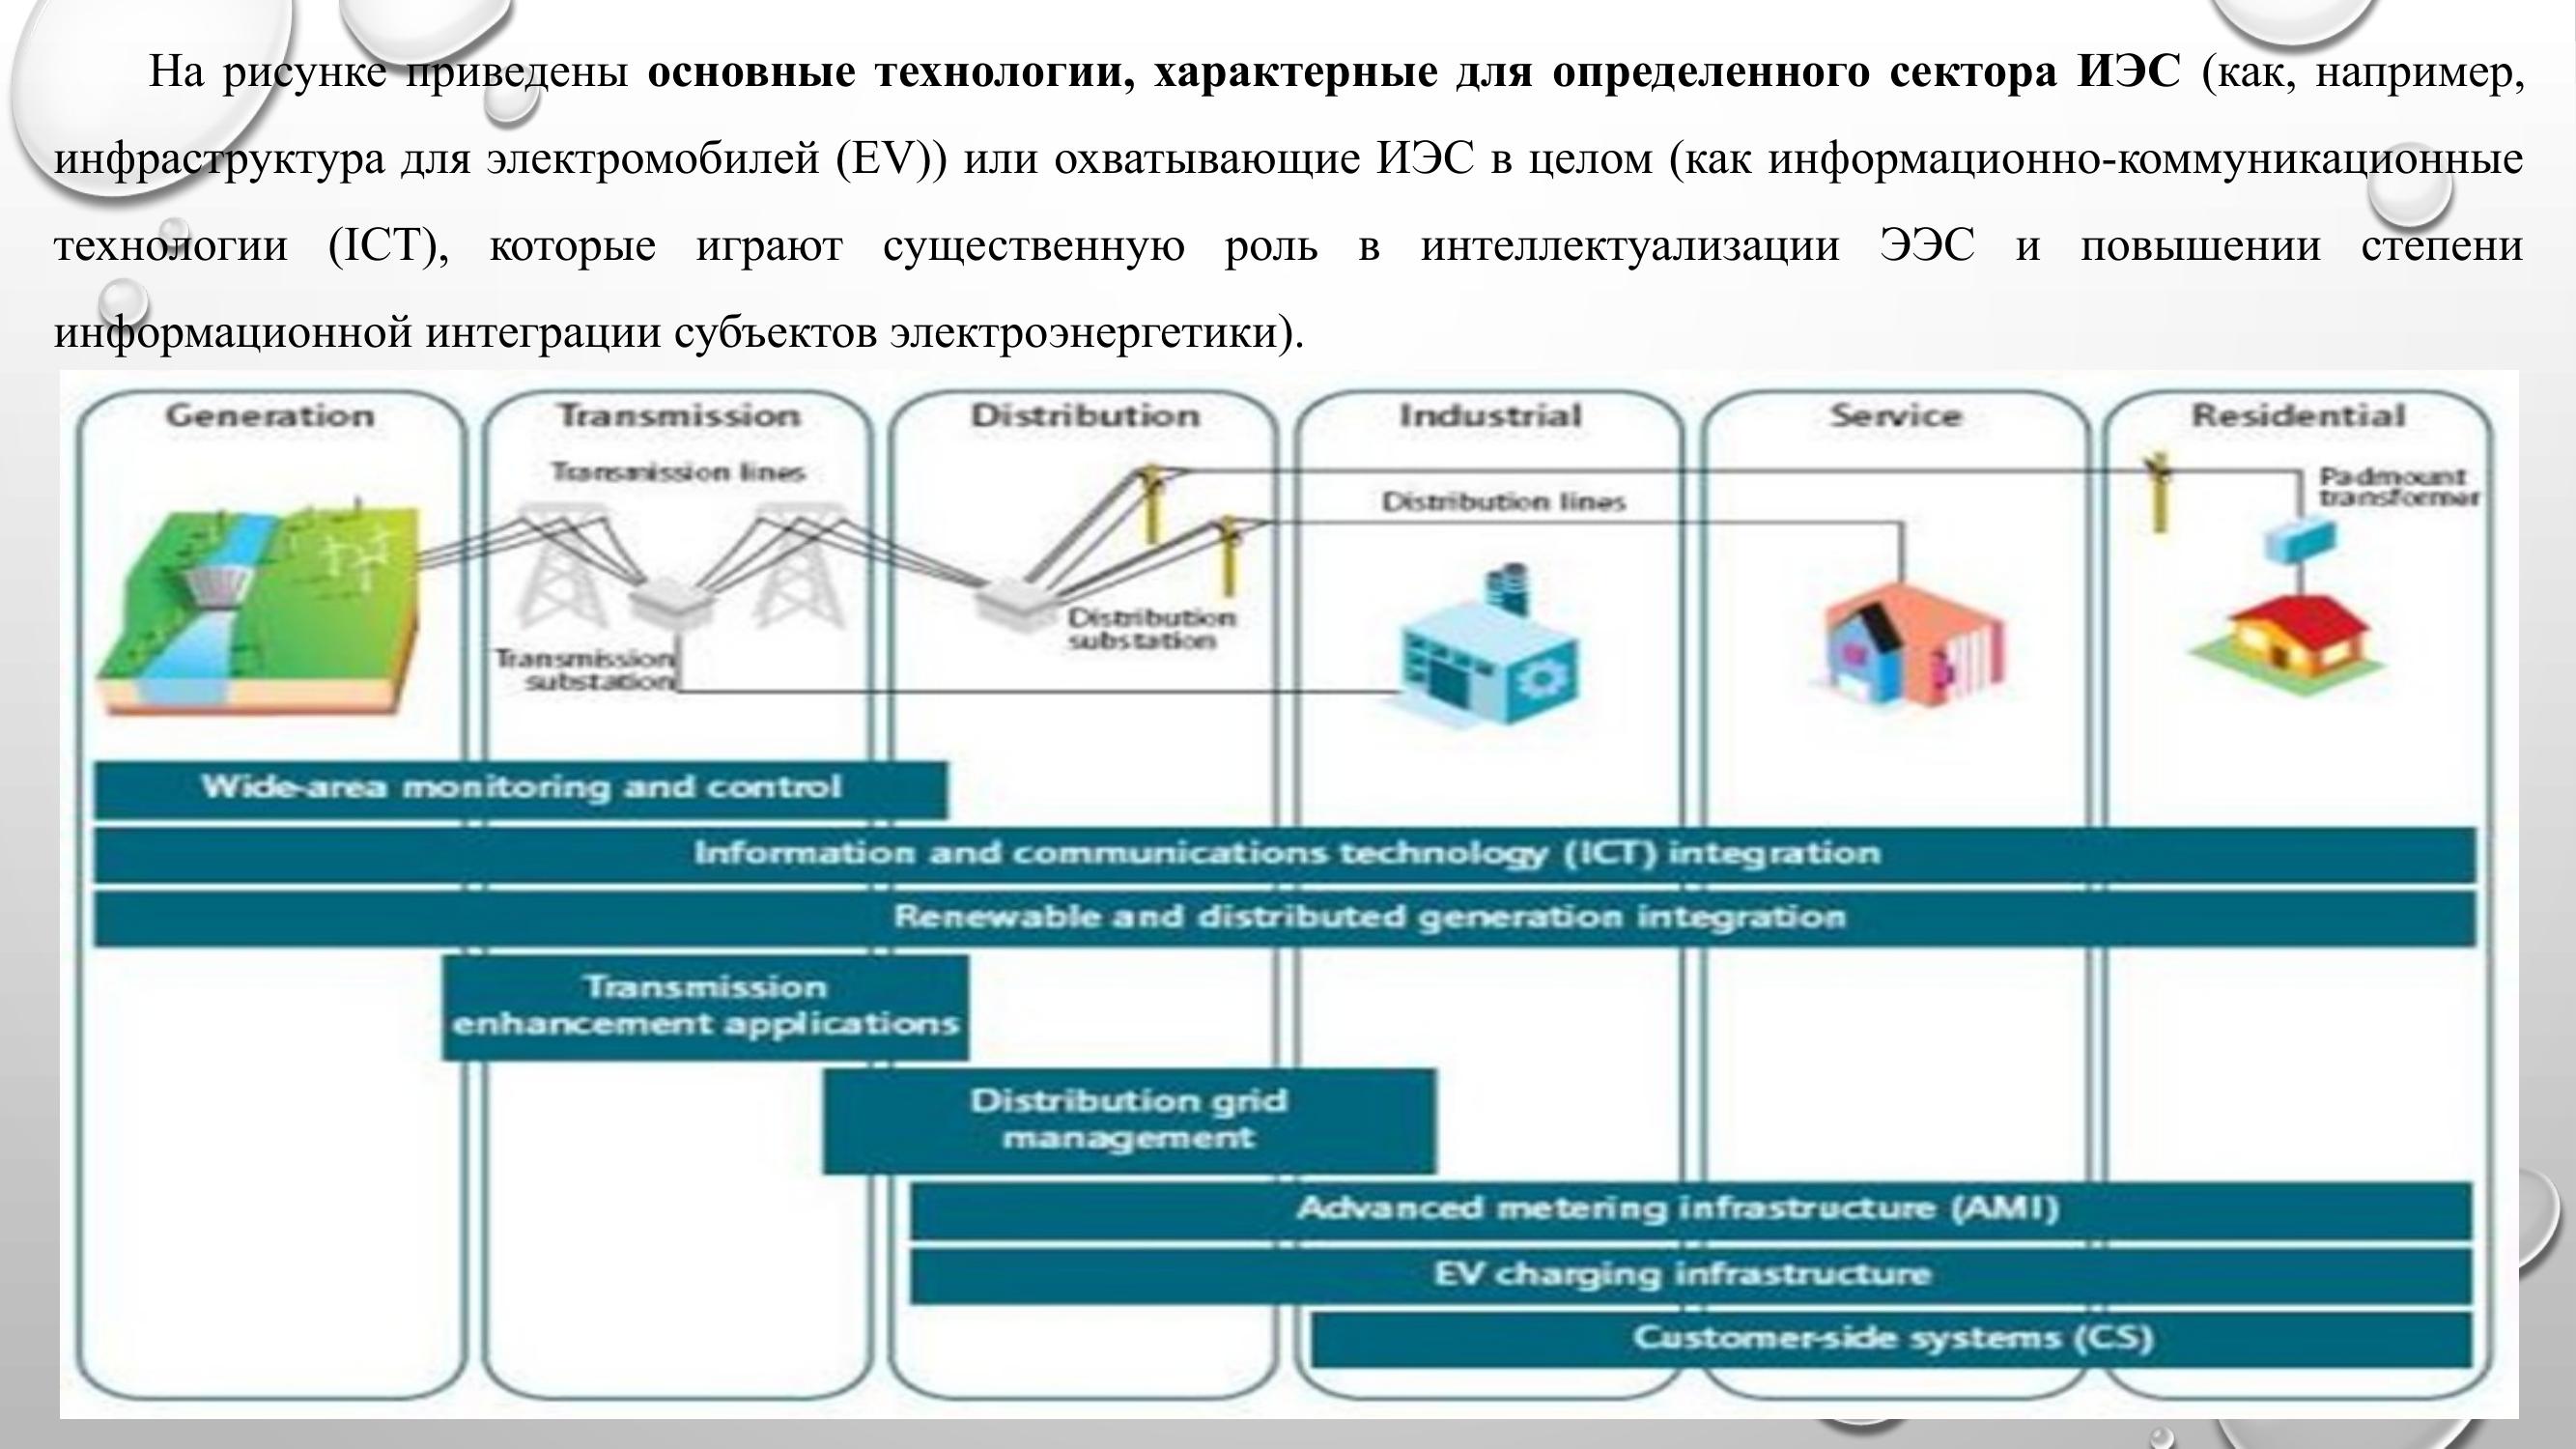 На рисунке приведены основные технологии, характерные для определенного сектора ИЭС (как, например,
инфраструктура для электромобилей (EV)) или охватывающие ИЭС в целом (как информационно-коммуникационные
технологии (ICT), которые играют существенную роль в интеллектуализации ЭЭС и повышении степени
информационной интеграции субъектов электроэнергетики).
Generation
Transmission
Distribution
Industrial
Service
Residential
Transmission lines
Padmount
transformer
Distribution lines
Distribution
substation
Transmission
substation
Wide-area monitoring and control
Information and communications technology (ICT) integration
Renewable and distributed generation integration
Transmission
enhancement applications
Distribution grid
management
Advanced metering infrastructure (AMI)
EV charging infrastructure
Customer-side systems (CS)